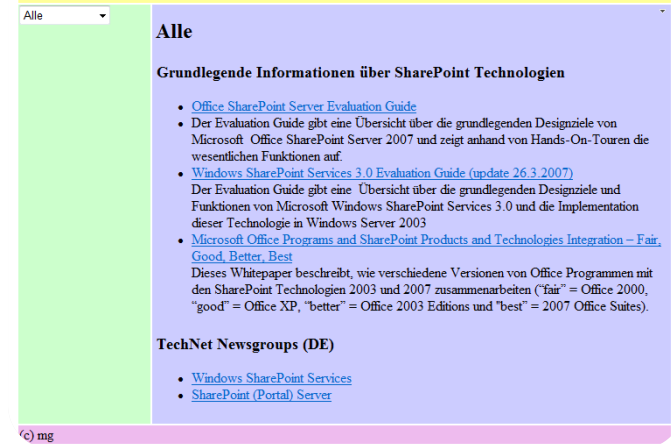 Alle
Alle
Grundlegende Informationen über SharePoint Technologien
Office SharePoint Server Evaluation Guide
Der Evaluation Guide gibt eine Übersicht über die grundlegenden Designziele von
Microsoft Office SharePoint Server 2007 und zeigt anhand von Hands-On-Touren die
wesentlichen Funktionen auf.
Windows SharePoint Services 3.0 Evaluation Guide (update 26.3.2007)
Der Evaluation Guide gibt eine Übersicht über die grundlegenden Designziele und
Funktionen von Microsoft Windows SharePoint Services 3.0 und die Implementation
dieser Technologie in Windows Server 2003
Microsoft Office Programs and SharePoint Products and Technologies Integration – Fair,
Good, Better, Best
Dieses Whitepaper beschreibt, wie verschiedene Versionen von Office Programmen mit
den SharePoint Technologien 2003 und 2007 zusammenarbeiten (“fair” = Office 2000,
“good” = Office XP, “better” = Office 2003 Editions und "best” = 2007 Office Suites).
TechNet Newsgroups (DE)
Windows SharePoint Services
SharePoint (Portal) Server
(c) mg